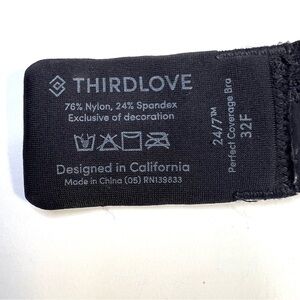 THIRDLOVE
76% Nylon, 24% Spandex
Exclusive of decoration
Designed in California
Made in China (05) RN139833
24/7™
Perfect Coverage Bra
32F